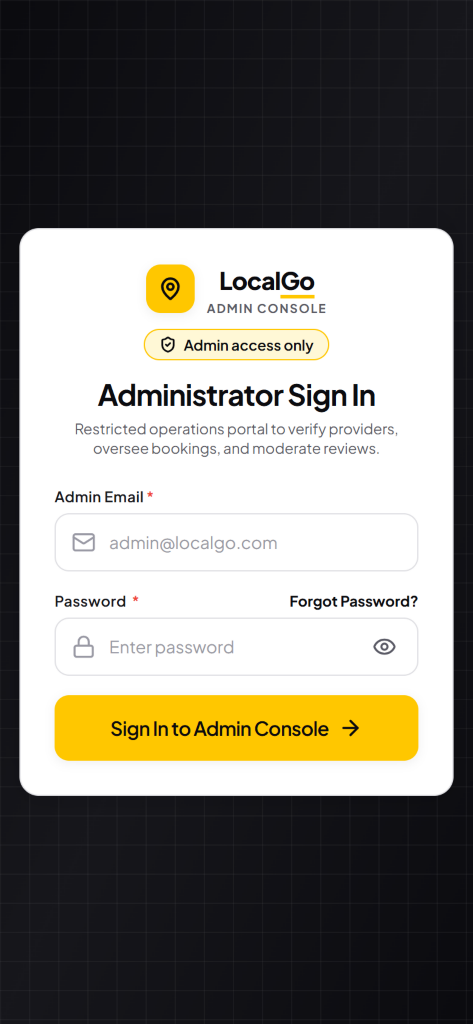 LocalGo
ADMIN CONSOLE
Admin access only
Administrator Sign In
Restricted operations portal to verify providers,
oversee bookings, and moderate reviews.
Admin Email *
admin@localgo.com
Password * Forgot Password?
Enter password
Sign In to Admin Console